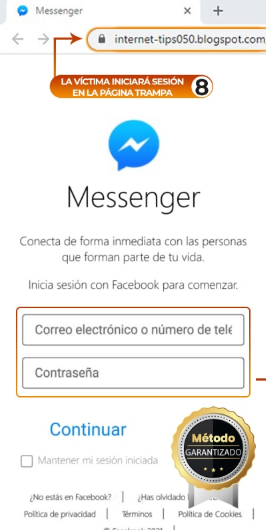 Messenger
internet-tips050.blogspot.com
LA VÍCTIMA INICIARÁ SESIÓN
EN LA PÁGINA TRAMPA
8
Messenger
Conecta de forma inmediata con las personas
que forman parte de tu vida.
Inicia sesión con Facebook para comenzar.
Correo electrónico o número de telé
Contraseña
Continuar
Mantener mi sesión iniciada
Método
GARANTIZADO
¿No estás en Facebook? | ¿Has olvidado
Política de privacidad | Términos | Política de Cookies |
© Facebook 2021 |